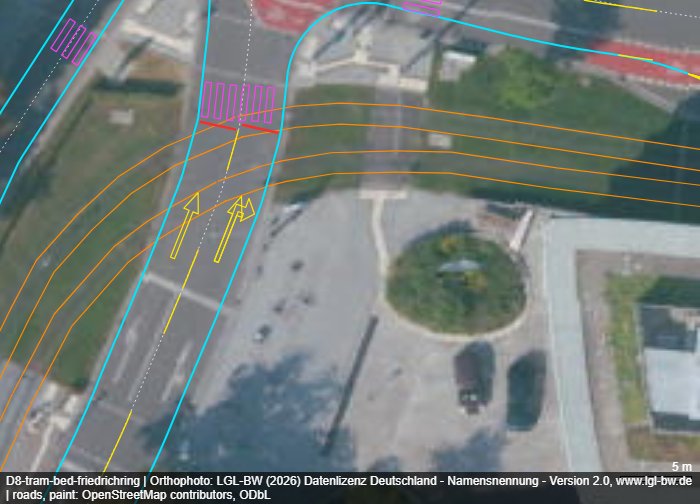 5 m
D8-tram-bed-friedrichring | Orthophoto: LGL-BW (2026) Datenlizenz Deutschland - Namensnennung - Version 2.0, www.lgl-bw.de
| roads, paint: OpenStreetMap contributors, ODbL